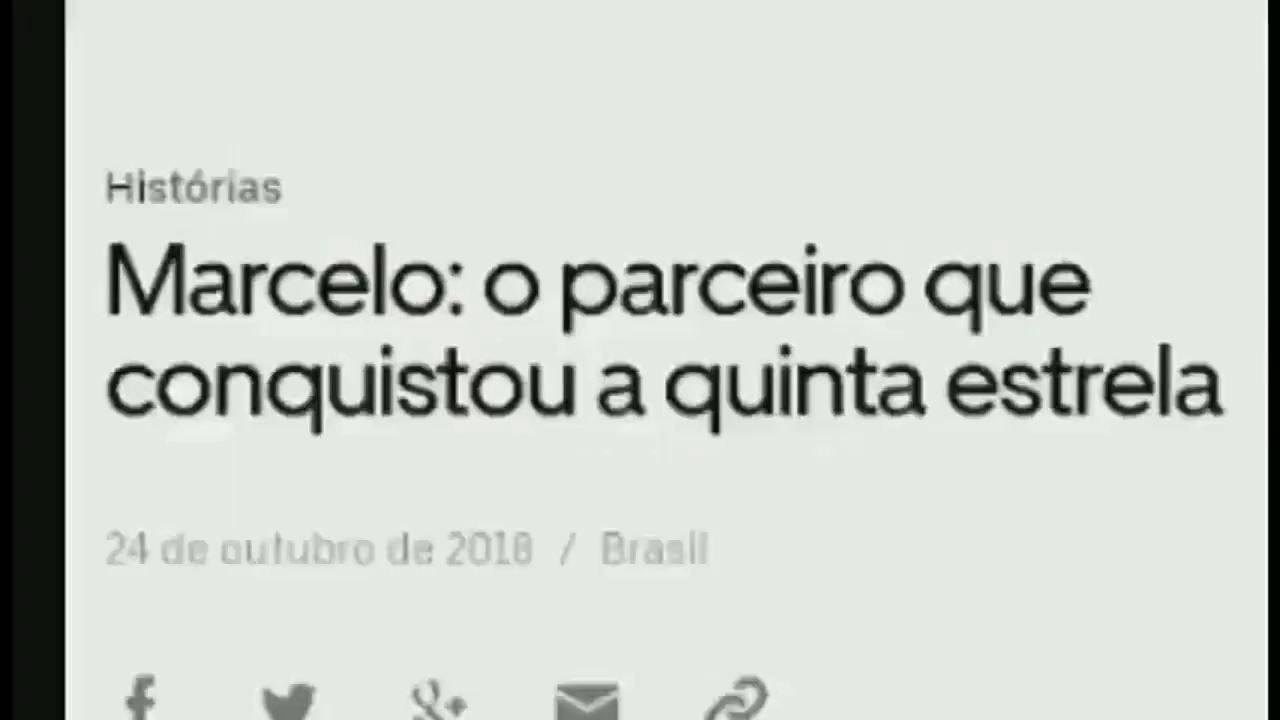 Histórias
Marcelo: o parceiro que
conquistou a quinta estrela
24 de outubro de 2018 / Brasil